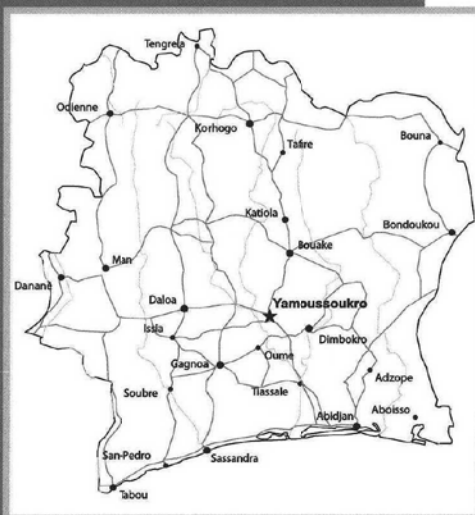 Tengrela
Odienne
Korhogo
Tafire
Bouna
Katiola
Bondoukou
Bouake
Man
Danane
Daloa
Yamoussoukro
Issia
Dimbokro
Oume
Gagnoa
Adzope
Soubre
Tiassale
Abidjan
Aboisso
San-Pedro
Sassandra
Tabou